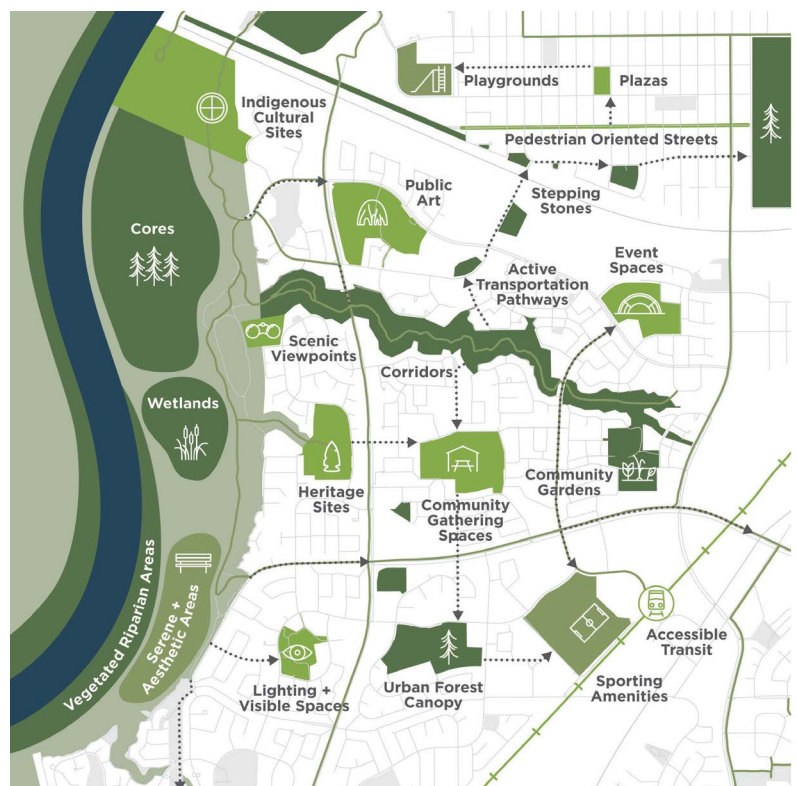 Playgrounds
Plazas
Indigenous
Cultural
Sites
Pedestrian Oriented Streets
Public
Art
Stepping
Stones
Cores
Event
Spaces
Active
Transportation
Pathways
Scenic
Viewpoints
Corridors
Wetlands
Heritage
Sites
Community
Gathering
Spaces
Community
Gardens
Vegetated Riparian Areas
Serene +
Aesthetic Areas
Accessible
Transit
Lighting +
Visible Spaces
Urban Forest
Canopy
Sporting
Amenities